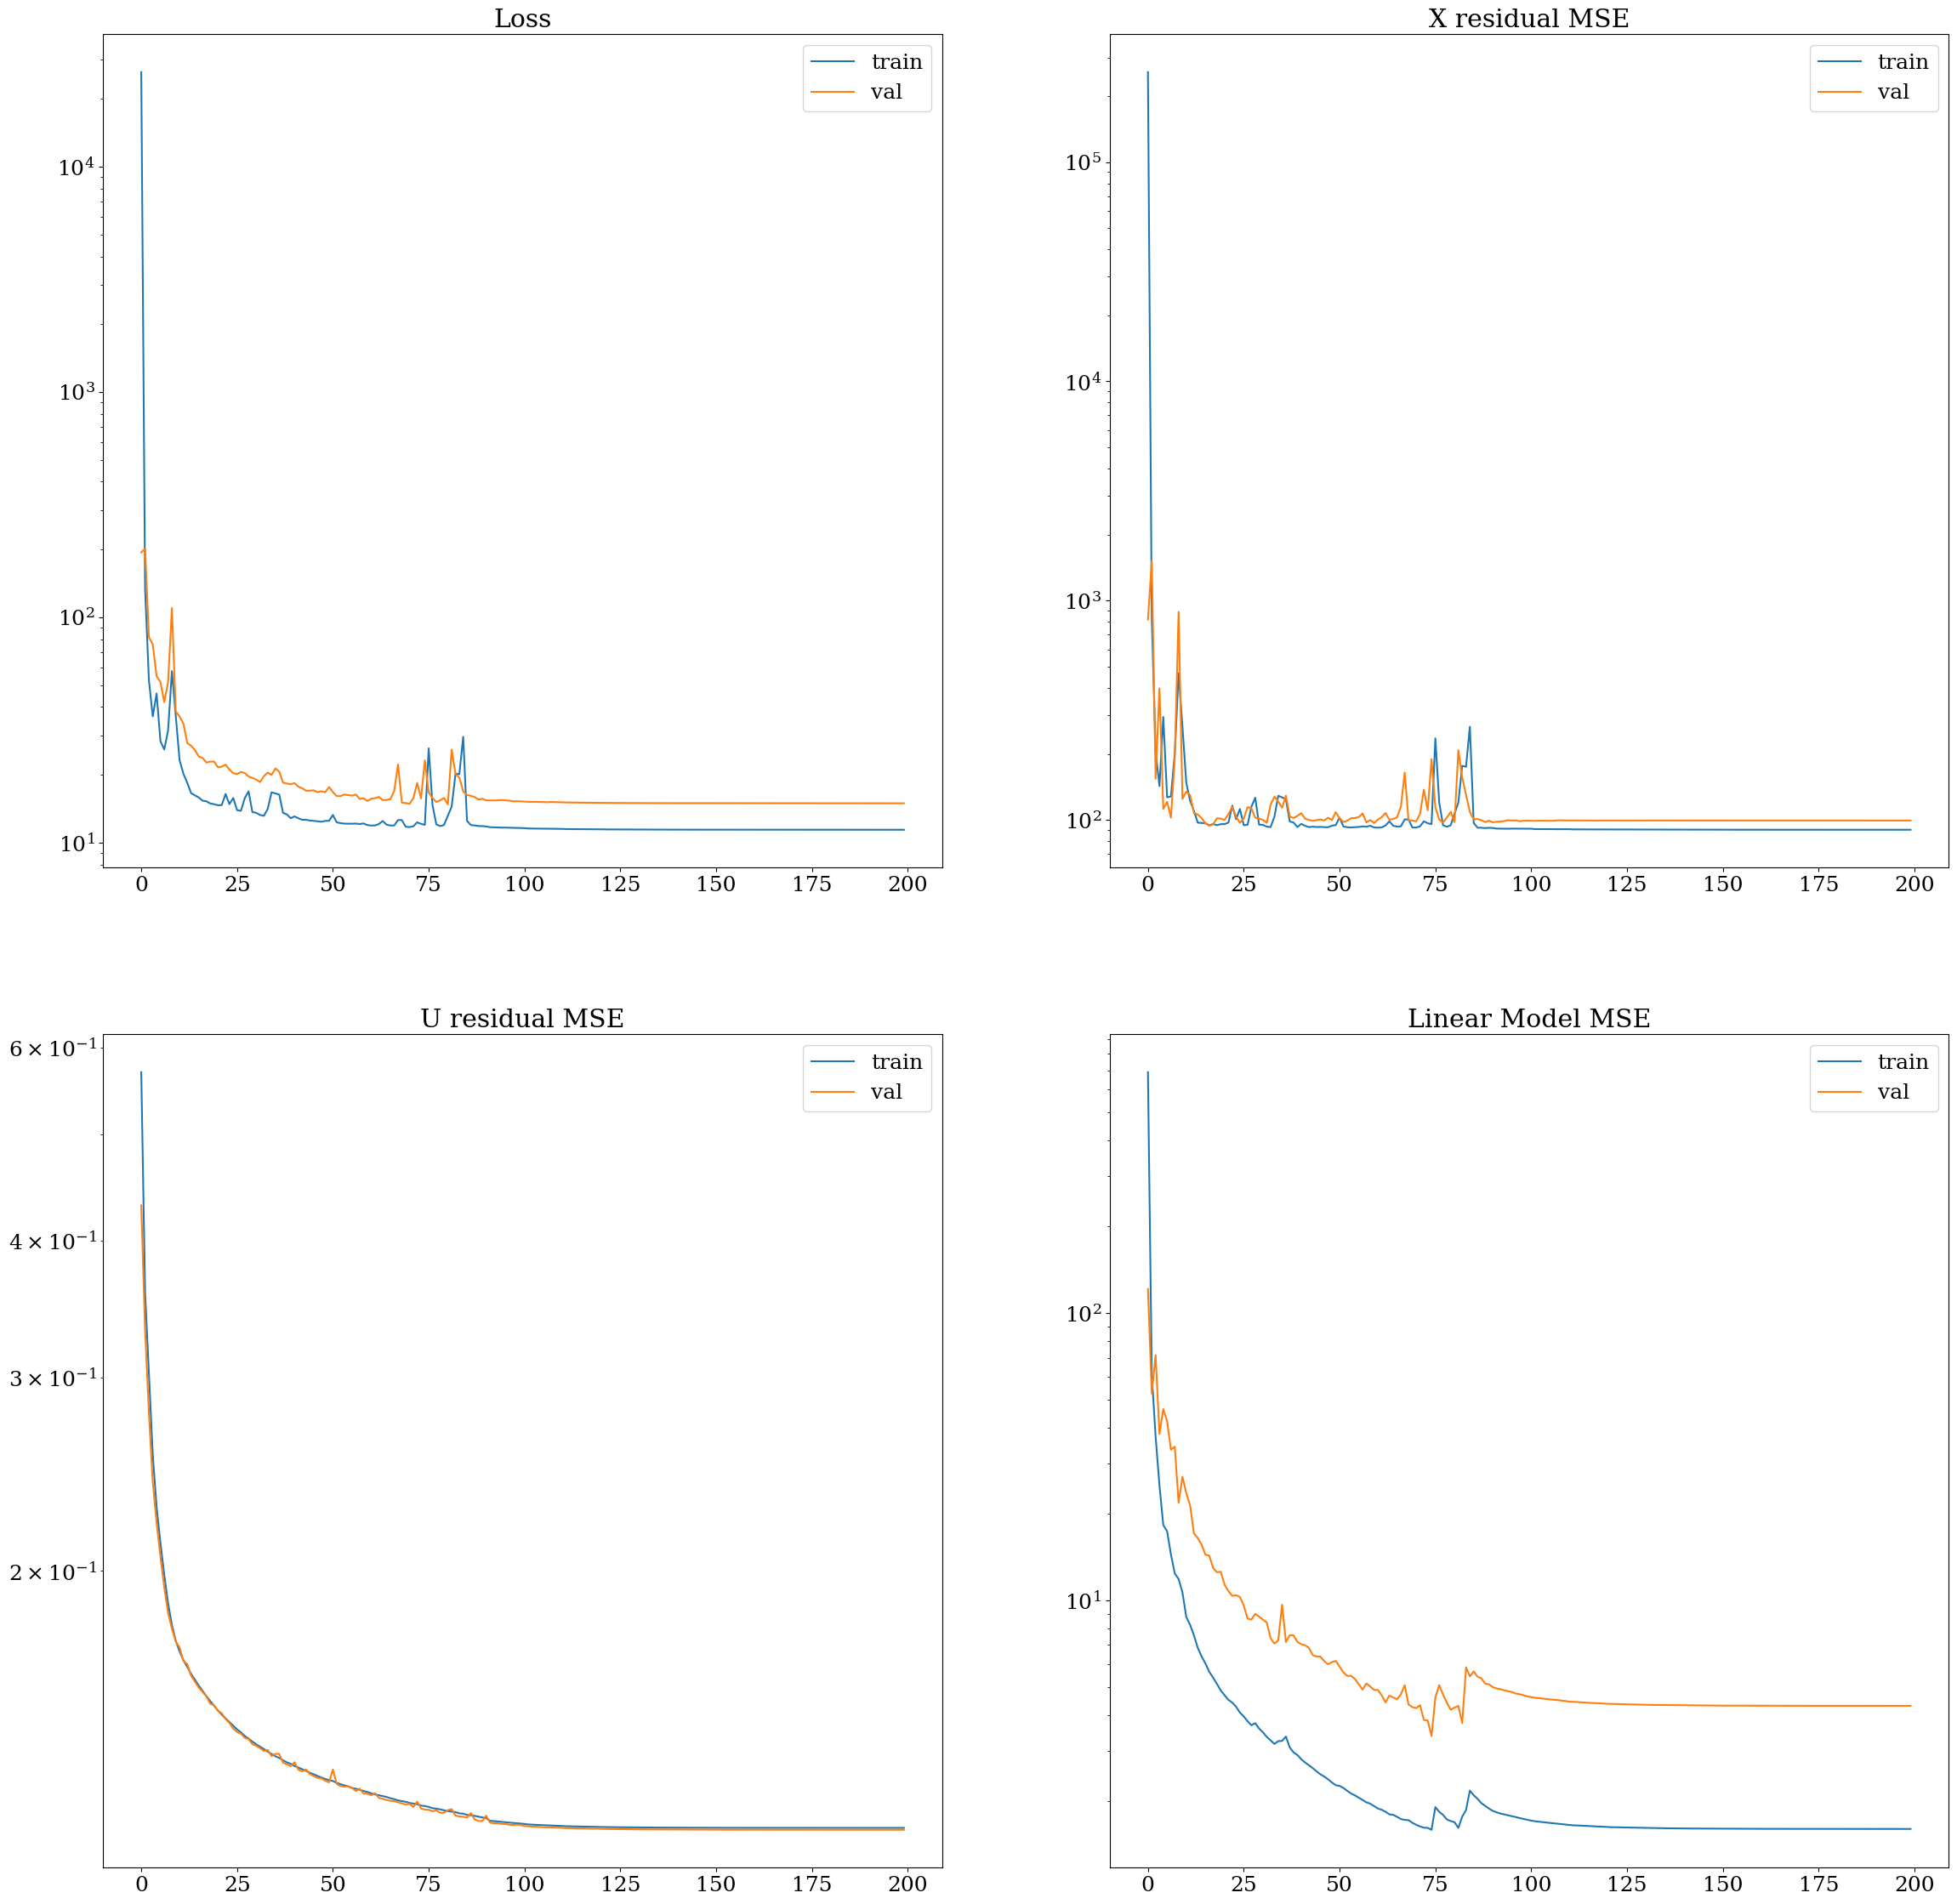 Loss
train
val
10^4
10^3
10^2
10^1
0 25 50 75 100 125 150 175 200
X residual MSE
train
val
10^5
10^4
10^3
10^2
0 25 50 75 100 125 150 175 200
U residual MSE
train
val
6 × 10^−1
4 × 10^−1
3 × 10^−1
2 × 10^−1
0 25 50 75 100 125 150 175 200
Linear Model MSE
train
val
10^2
10^1
0 25 50 75 100 125 150 175 200